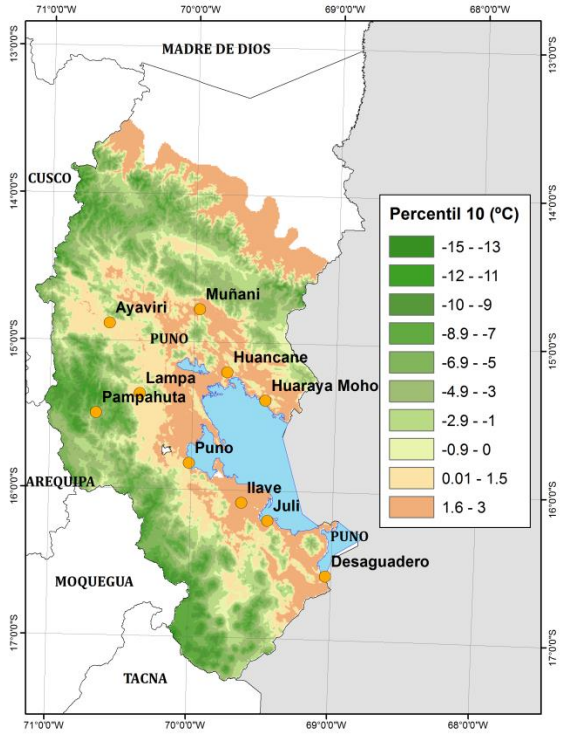 71°0'0"W 70°0'0"W 69°0'0"W 68°0'0"W
13°0'0"S
13°0'0"S
MADRE DE DIOS
CUSCO
14°0'0"S
14°0'0"S
Percentil 10 (ºC)
-15 - -13
-12 - -11
-10 - -9
-8.9 - -7
-6.9 - -5
-4.9 - -3
-2.9 - -1
-0.9 - 0
0.01 - 1.5
1.6 - 3
Muñani
Ayaviri
PUNO
15°0'0"S
15°0'0"S
Huancane
Lampa
Huaraya Moho
Pampahuta
Puno
AREQUIPA
16°0'0"S
16°0'0"S
Ilave
Juli
PUNO
Desaguadero
MOQUEGUA
17°0'0"S
17°0'0"S
TACNA
71°0'0"W 70°0'0"W 69°0'0"W 68°0'0"W